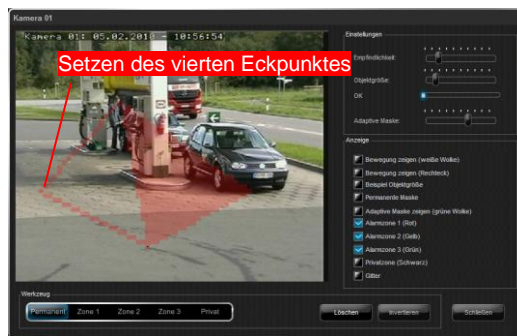 Kamera 01
Kamera 01: 05.02.2010 - 10:56:54
Setzen des vierten Eckpunktes
Einstellungen
Empfindlichkeit:
Objektgröße:
OK
Adaptive Maske:
Anzeige
Bewegung zeigen (weiße Wolke)
Bewegung zeigen (Rechteck)
Beispiel Objektgröße
Permanente Maske
Adaptive Maske zeigen (grüne Wolke)
Alarmzone 1 (Rot)
Alarmzone 2 (Gelb)
Alarmzone 3 (Grün)
Privatzone (Schwarz)
Gitter
Werkzeug
Permanent Zone 1 Zone 2 Zone 3 Privat
Löschen Invertieren Schließen